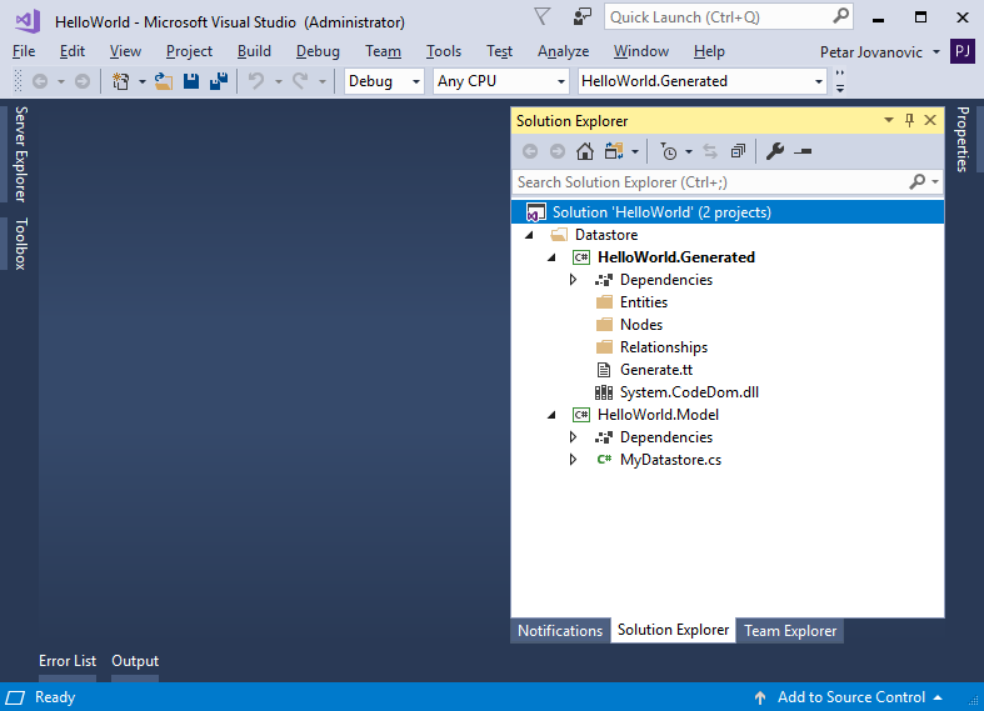 HelloWorld - Microsoft Visual Studio (Administrator)
Quick Launch (Ctrl+Q)
File Edit View Project Build Debug Team Tools Test Analyze Window Help
Petar Jovanovic PJ
Debug Any CPU HelloWorld.Generated
Server Explorer
Toolbox
Solution Explorer
Search Solution Explorer (Ctrl+;)
Solution 'HelloWorld' (2 projects)
Datastore
C# HelloWorld.Generated
Dependencies
Entities
Nodes
Relationships
Generate.tt
System.CodeDom.dll
C# HelloWorld.Model
Dependencies
C# MyDatastore.cs
Notifications Solution Explorer Team Explorer
Properties
Error List Output
Ready
Add to Source Control